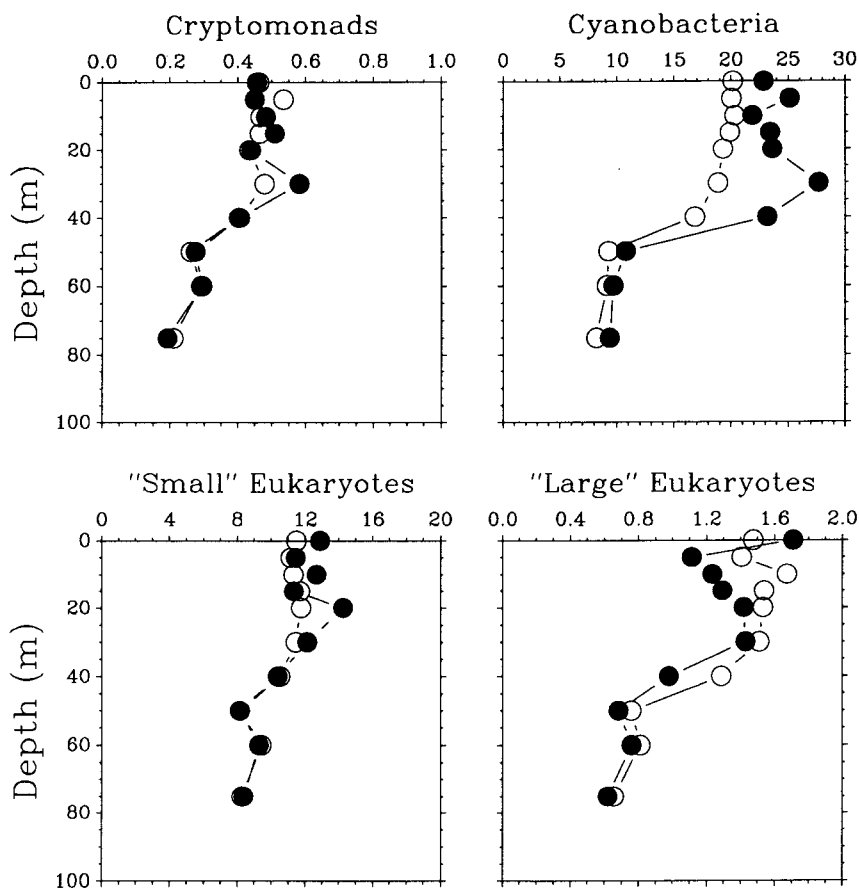 Cryptomonads
0.0 0.2 0.4 0.6 0.8 1.0
0
20
40
60
80
100
Depth (m)
Cyanobacteria
0 5 10 15 20 25 30
"Small" Eukaryotes
0 4 8 12 16 20
0
20
40
60
80
100
Depth (m)
"Large" Eukaryotes
0.0 0.4 0.8 1.2 1.6 2.0